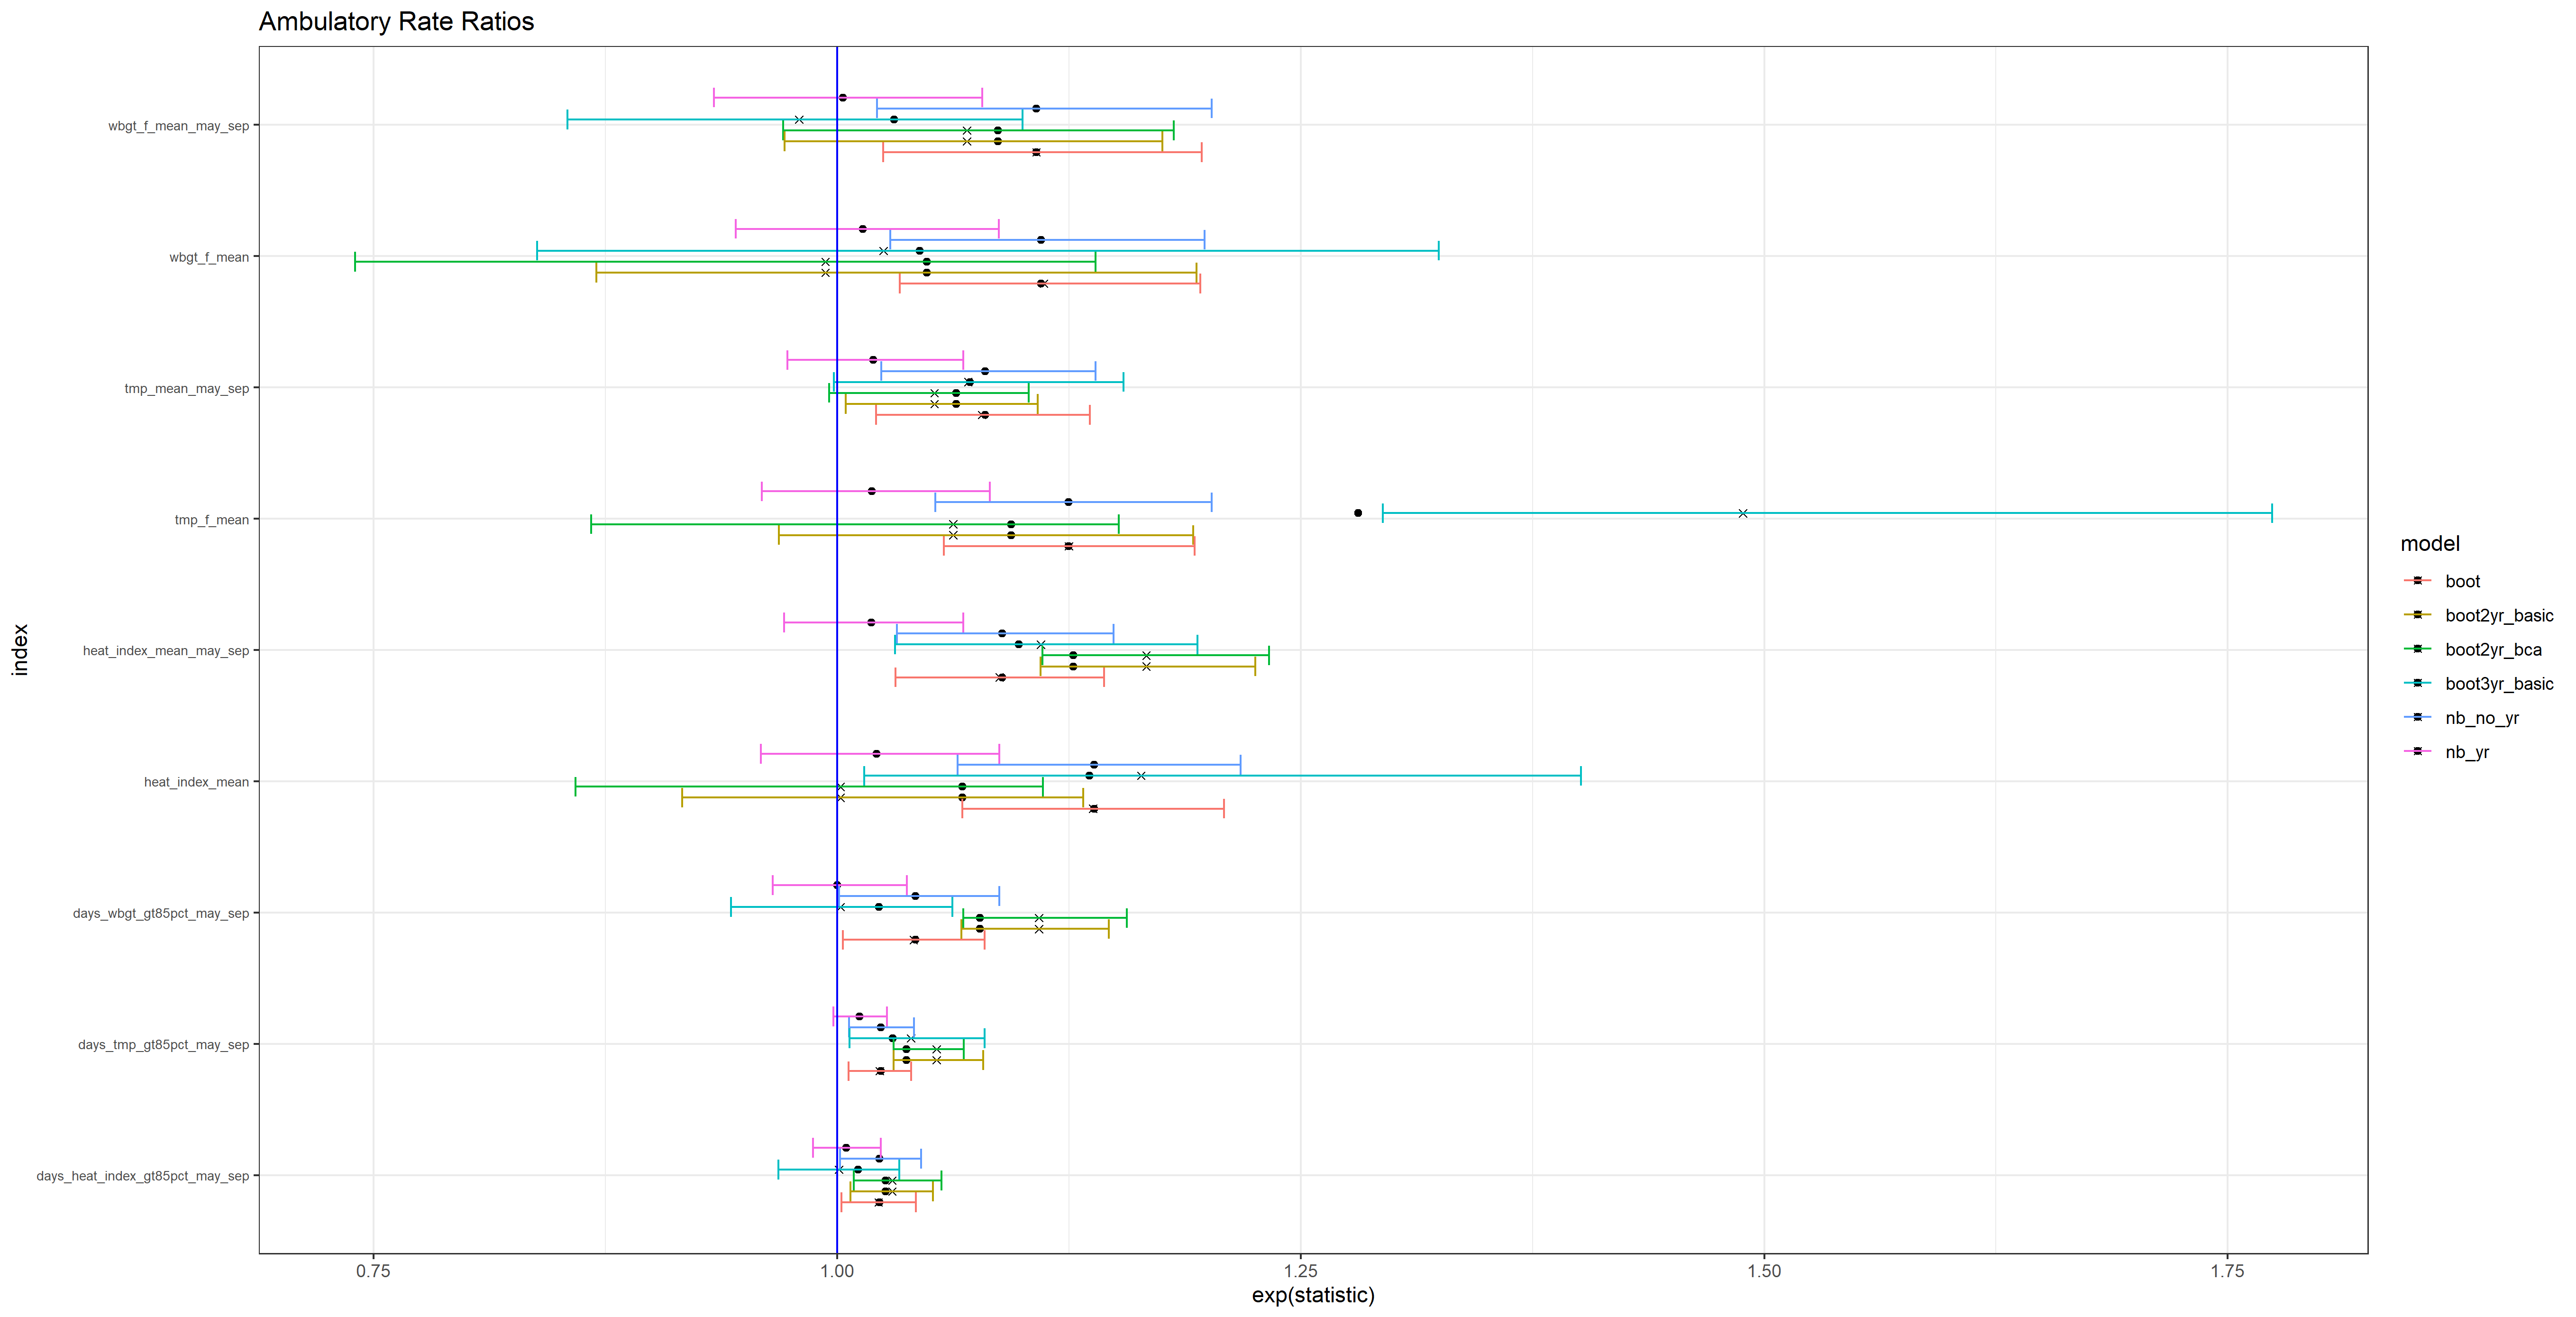 Ambulatory Rate Ratios
wbgt_f_mean_may_sep
wbgt_f_mean
tmp_mean_may_sep
tmp_f_mean
heat_index_mean_may_sep
heat_index_mean
days_wbgt_gt85pct_may_sep
days_tmp_gt85pct_may_sep
days_heat_index_gt85pct_may_sep
index
0.75 1.00 1.25 1.50 1.75
exp(statistic)
model
boot
boot2yr_basic
boot2yr_bca
boot3yr_basic
nb_no_yr
nb_yr